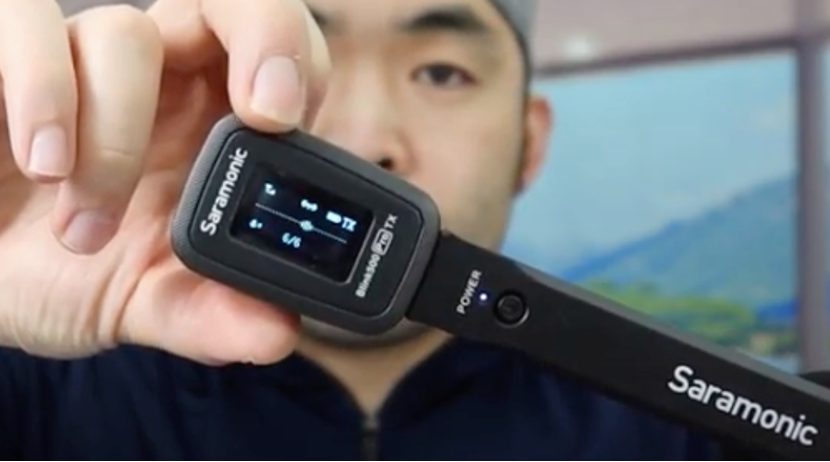 Saramonic
TX
6/6
Blink500 Pro TX
POWER
Saramonic